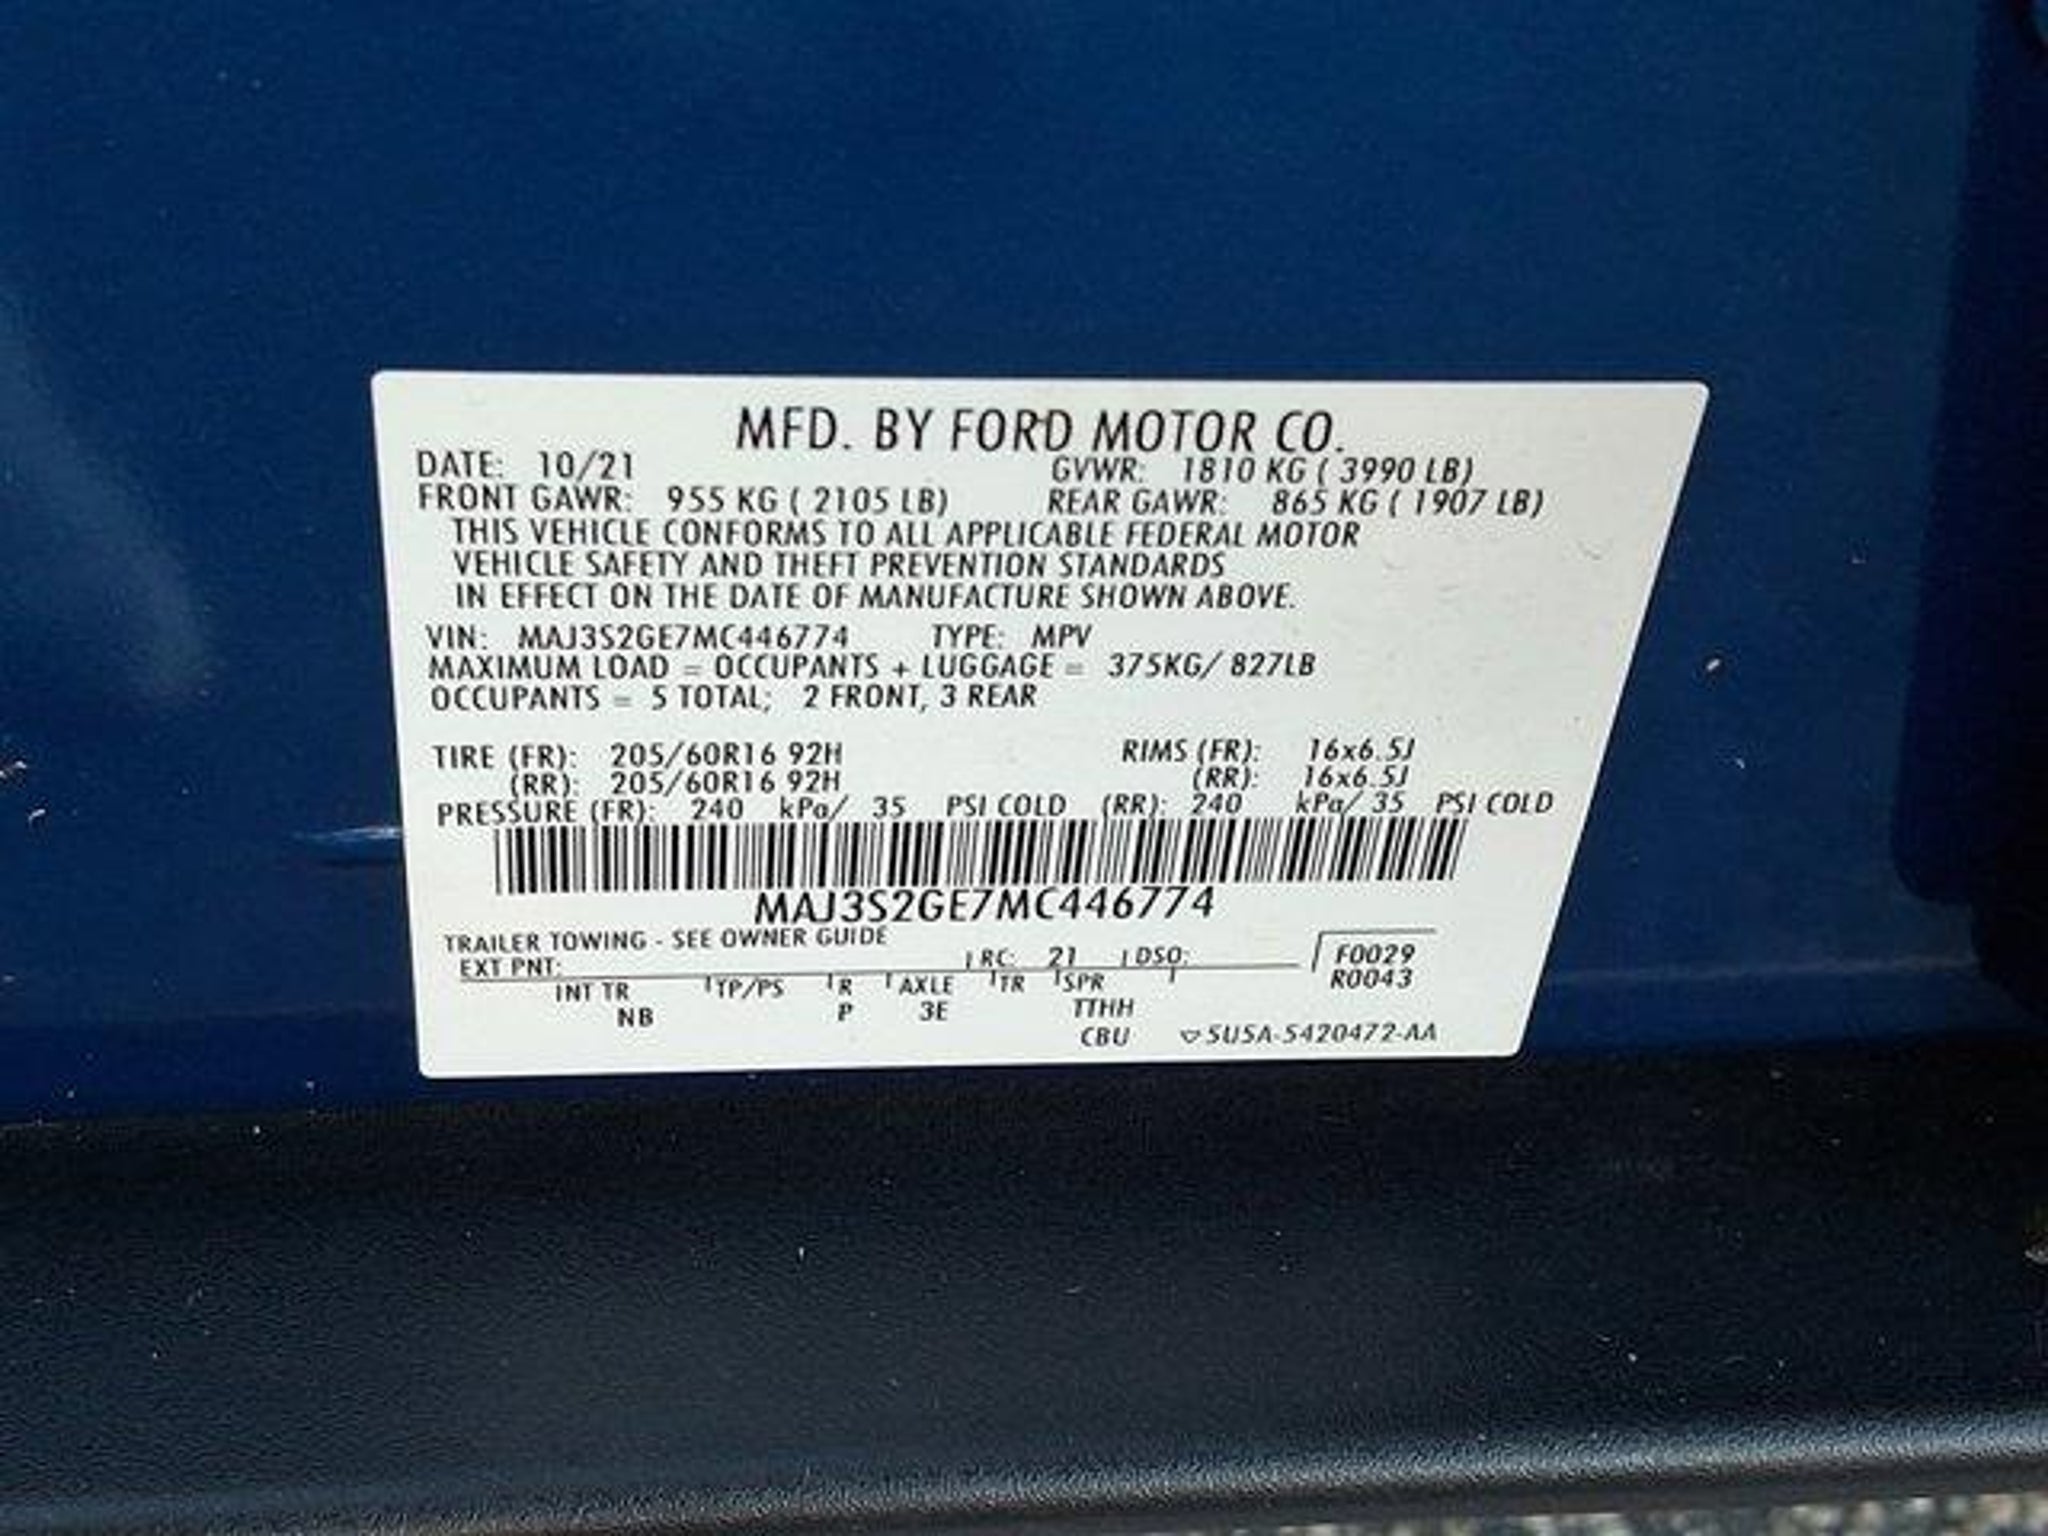 MFD. BY FORD MOTOR CO.
DATE: 10/21 GVWR: 1810 KG ( 3990 LB)
FRONT GAWR: 955 KG ( 2105 LB) REAR GAWR: 865 KG ( 1907 LB)
THIS VEHICLE CONFORMS TO ALL APPLICABLE FEDERAL MOTOR
VEHICLE SAFETY AND THEFT PREVENTION STANDARDS
IN EFFECT ON THE DATE OF MANUFACTURE SHOWN ABOVE.
VIN: MAJ3S2GE7MC446774 TYPE: MPV
MAXIMUM LOAD = OCCUPANTS + LUGGAGE = 375KG/ 827LB
OCCUPANTS = 5 TOTAL; 2 FRONT, 3 REAR
TIRE (FR): 205/60R16 92H RIMS (FR): 16x6.5J
(RR): 205/60R16 92H (RR): 16x6.5J
PRESSURE (FR): 240 kPa/ 35 PSI COLD (RR): 240 kPa/ 35 PSI COLD
MAJ3S2GE7MC446774
TRAILER TOWING - SEE OWNER GUIDE
EXT PNT: RC: 21 DSO: F0029
R0043
INT TR TP/PS R AXLE TR SPR
NB P 3E TTHH
CBU ▽5U5A-5420472-AA